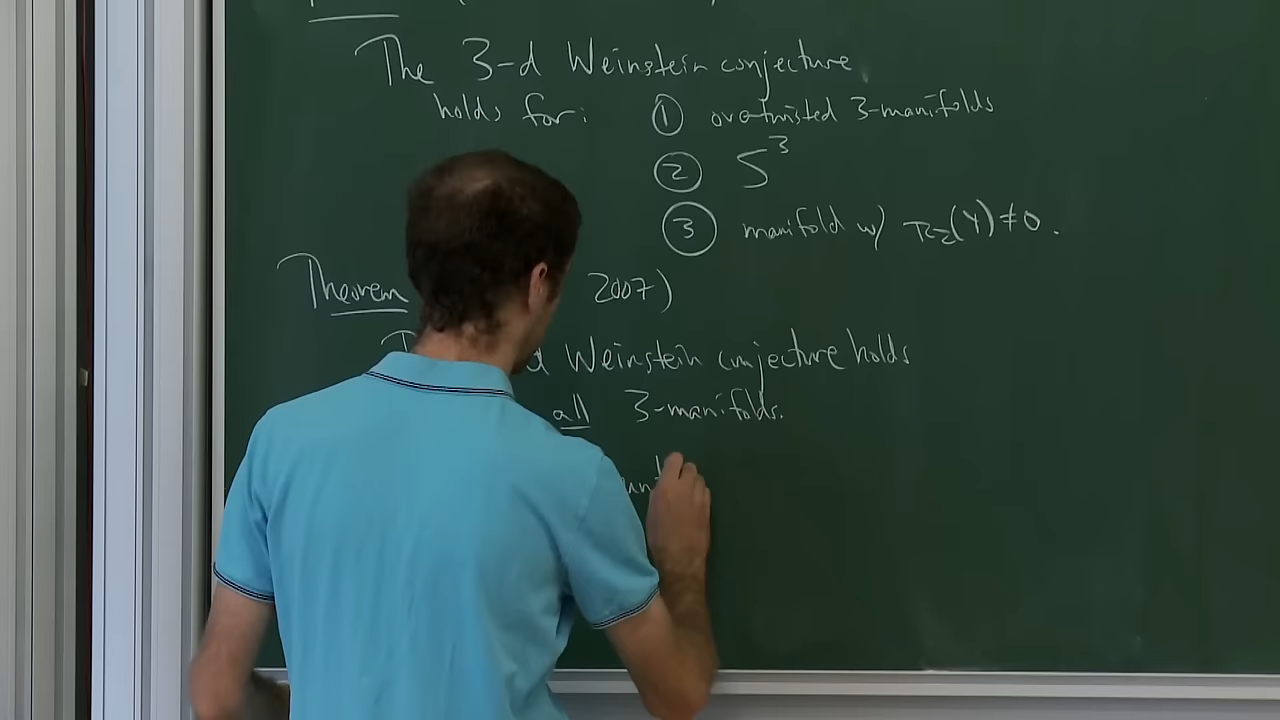 The 3-d Weinstein conjecture
holds for: ① overtwisted 3-manifolds
② S³
③ manifold w/ π₂(Y)≠0.
Theorem 2007)
d Weinstein conjecture holds
all 3-manifolds.